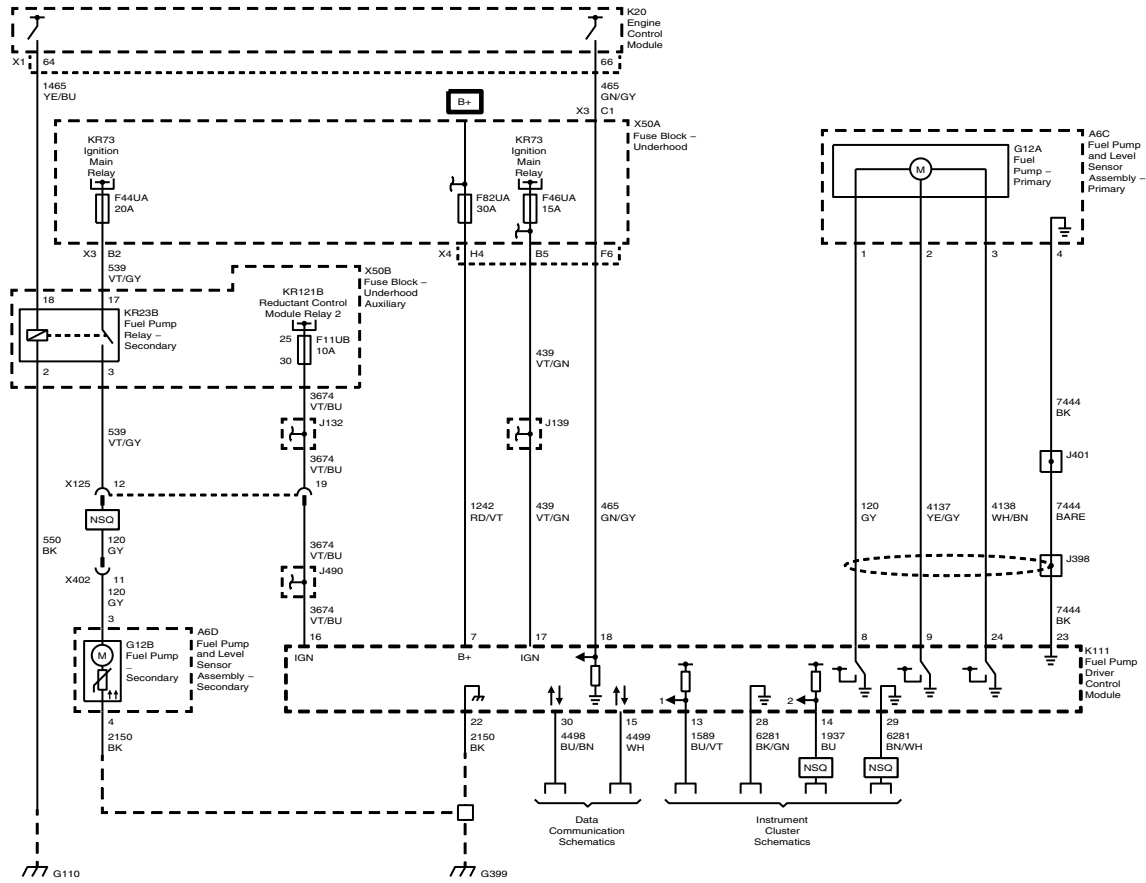 K20
Engine
Control
Module
X1
64
66
1465
YE/BU
465
GN/GY
B+
X3
C1
X50A
Fuse Block –
Underhood
KR73
Ignition
Main
Relay
KR73
Ignition
Main
Relay
F44UA
20A
F82UA
30A
F46UA
15A
X3
B2
X4
H4
B5
F6
A6C
Fuel Pump
and Level
Sensor
Assembly –
Primary
G12A
Fuel
Pump –
Primary
M
1
2
3
4
539
VT/GY
X50B
Fuse Block –
Underhood
Auxiliary
18
17
KR23B
Fuel Pump
Relay –
Secondary
KR121B
Reductant Control
Module Relay 2
25
30
F11UB
10A
2
3
439
VT/GN
3674
VT/BU
7444
BK
539
VT/GY
J132
J139
3674
VT/BU
J401
X125
12
19
NSQ
550
BK
120
GY
1242
RD/VT
439
VT/GN
465
GN/GY
120
GY
4137
YE/GY
4138
WH/BN
7444
BARE
3674
VT/BU
X402
11
J490
J398
120
GY
3674
VT/BU
7444
BK
3
16
7
17
18
8
9
24
23
A6D
Fuel Pump
and Level
Sensor
Assembly –
Secondary
G12B
Fuel Pump
–
Secondary
M
IGN
B+
IGN
K111
Fuel Pump
Driver
Control
Module
1
2
4
22
30
15
13
28
14
29
2150
BK
2150
BK
4498
BU/BN
4499
WH
1589
BU/VT
6281
BK/GN
1937
BU
6281
BN/WH
NSQ
NSQ
Data
Communication
Schematics
Instrument
Cluster
Schematics
G110
G399